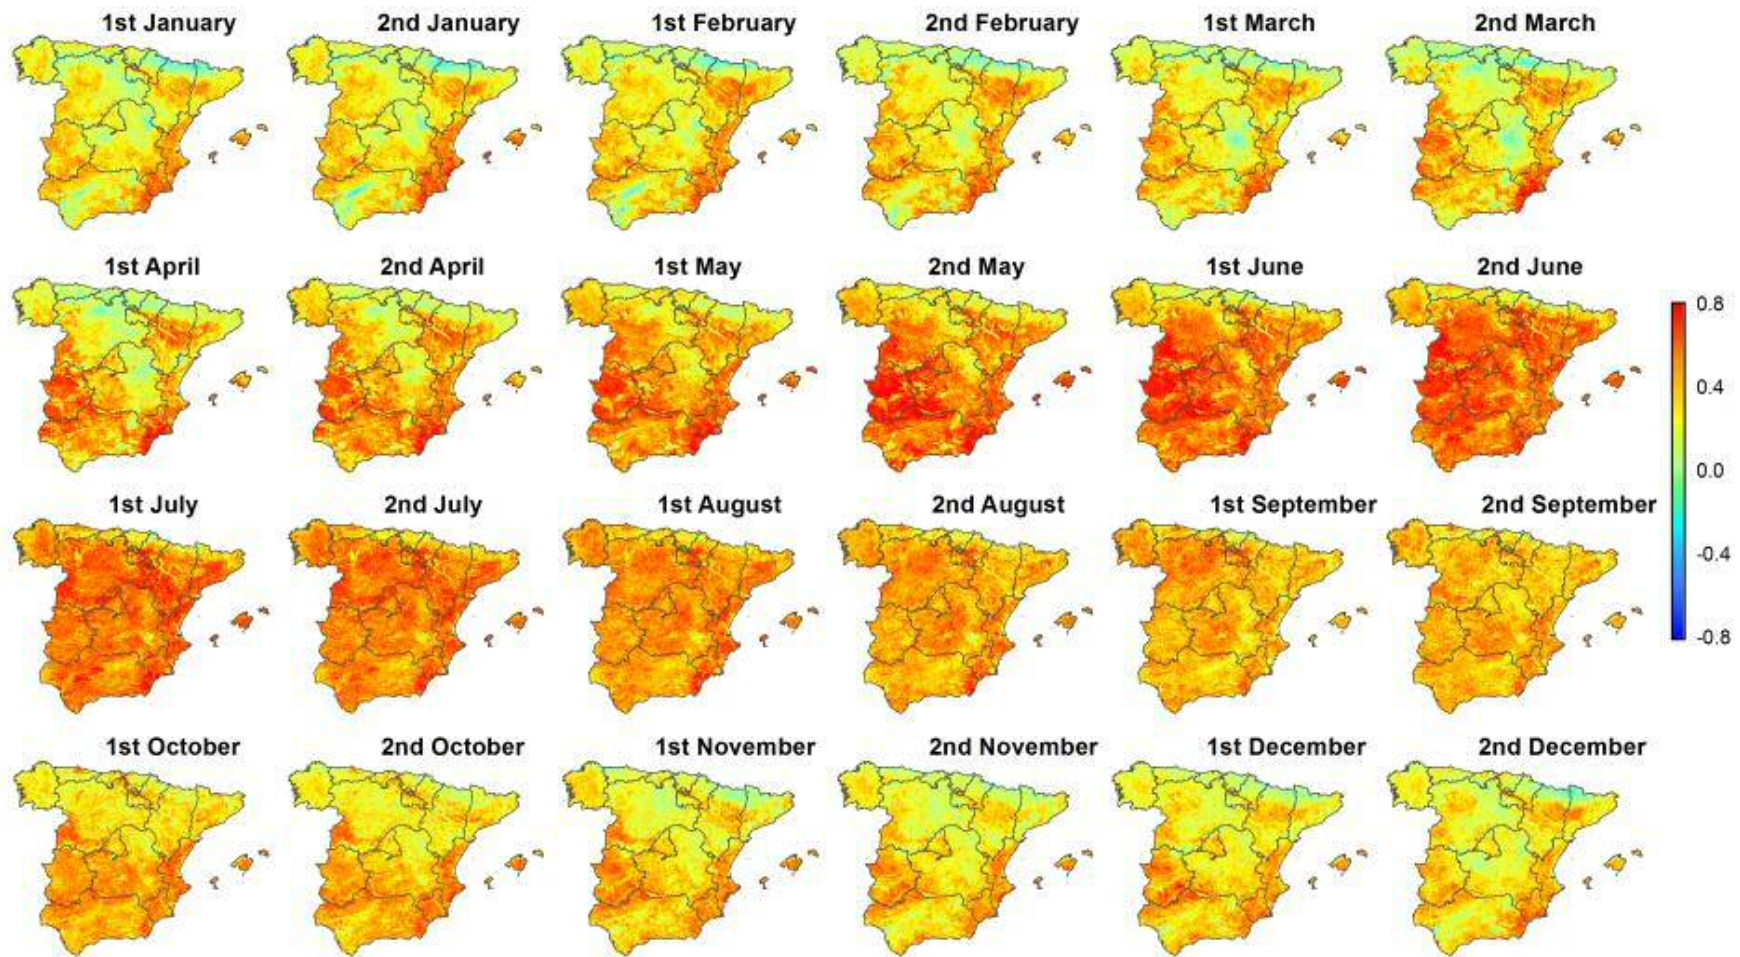 1st January
2nd January
1st February
2nd February
1st March
2nd March
1st April
2nd April
1st May
2nd May
1st June
2nd June
0.8
0.4
0.0
-0.4
-0.8
1st July
2nd July
1st August
2nd August
1st September
2nd September
1st October
2nd October
1st November
2nd November
1st December
2nd December